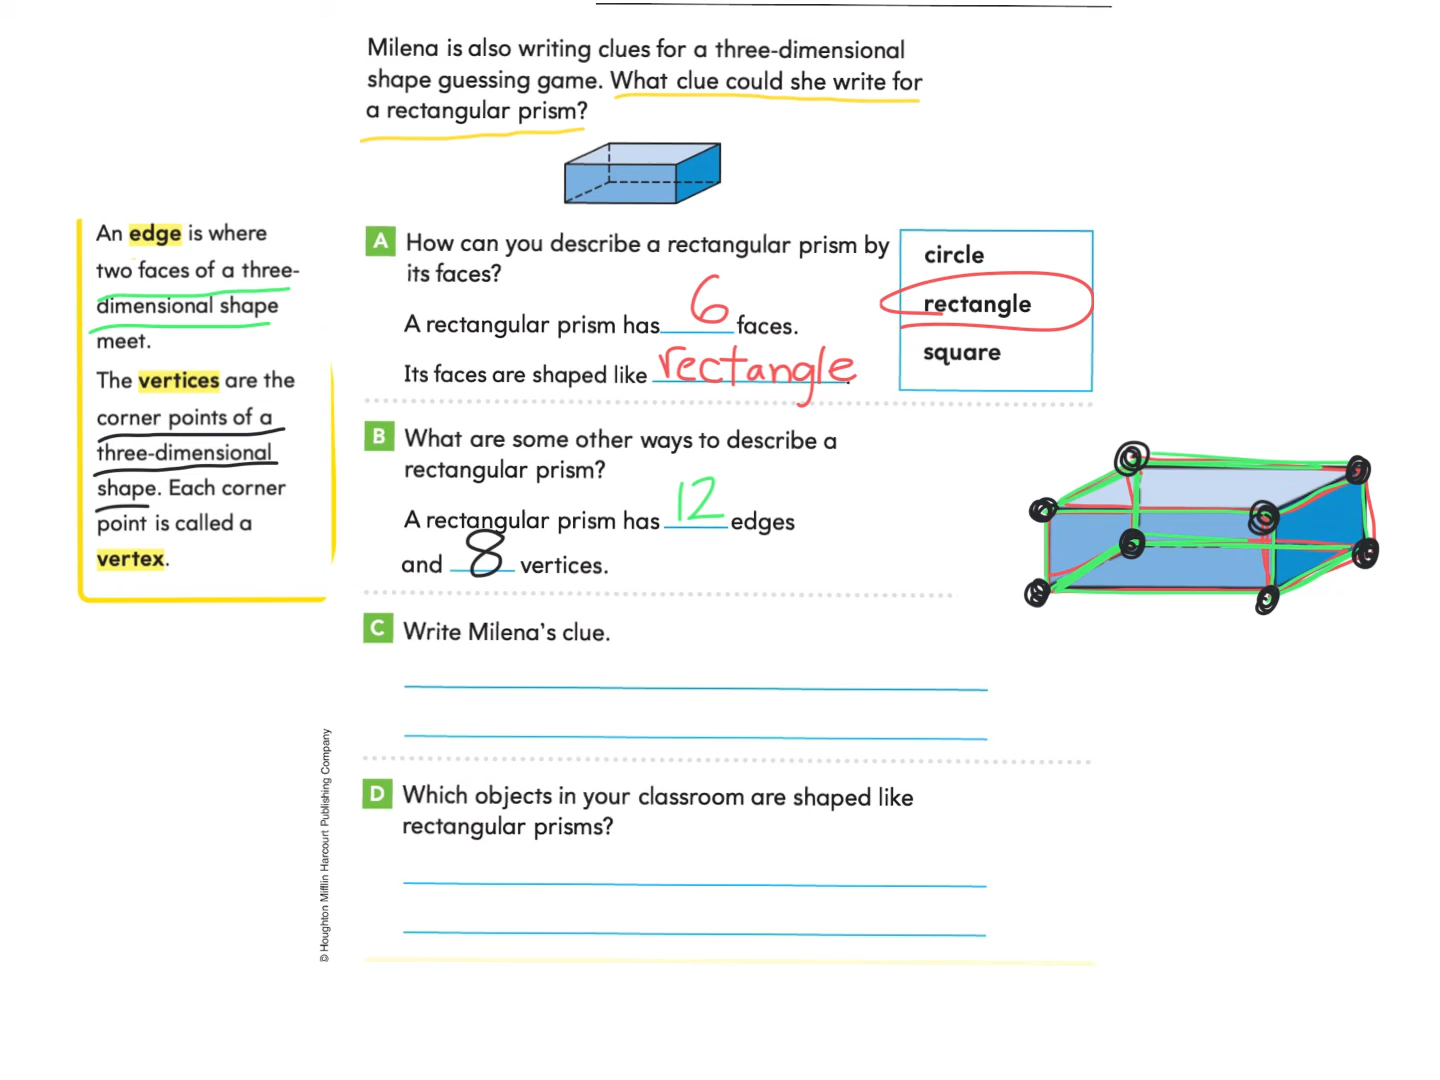 Milena is also writing clues for a three-dimensional
shape guessing game. What clue could she write for
a rectangular prism?
An edge is where
two faces of a three-
dimensional shape
meet.
The vertices are the
corner points of a
three-dimensional
shape. Each corner
point is called a
vertex.
A How can you describe a rectangular prism by
its faces?
A rectangular prism has 6 faces.
Its faces are shaped like rectangle.
circle
rectangle
square
B What are some other ways to describe a
rectangular prism?
A rectangular prism has 12 edges
and 8 vertices.
C Write Milena's clue.
D Which objects in your classroom are shaped like
rectangular prisms?
© Houghton Mifflin Harcourt Publishing Company